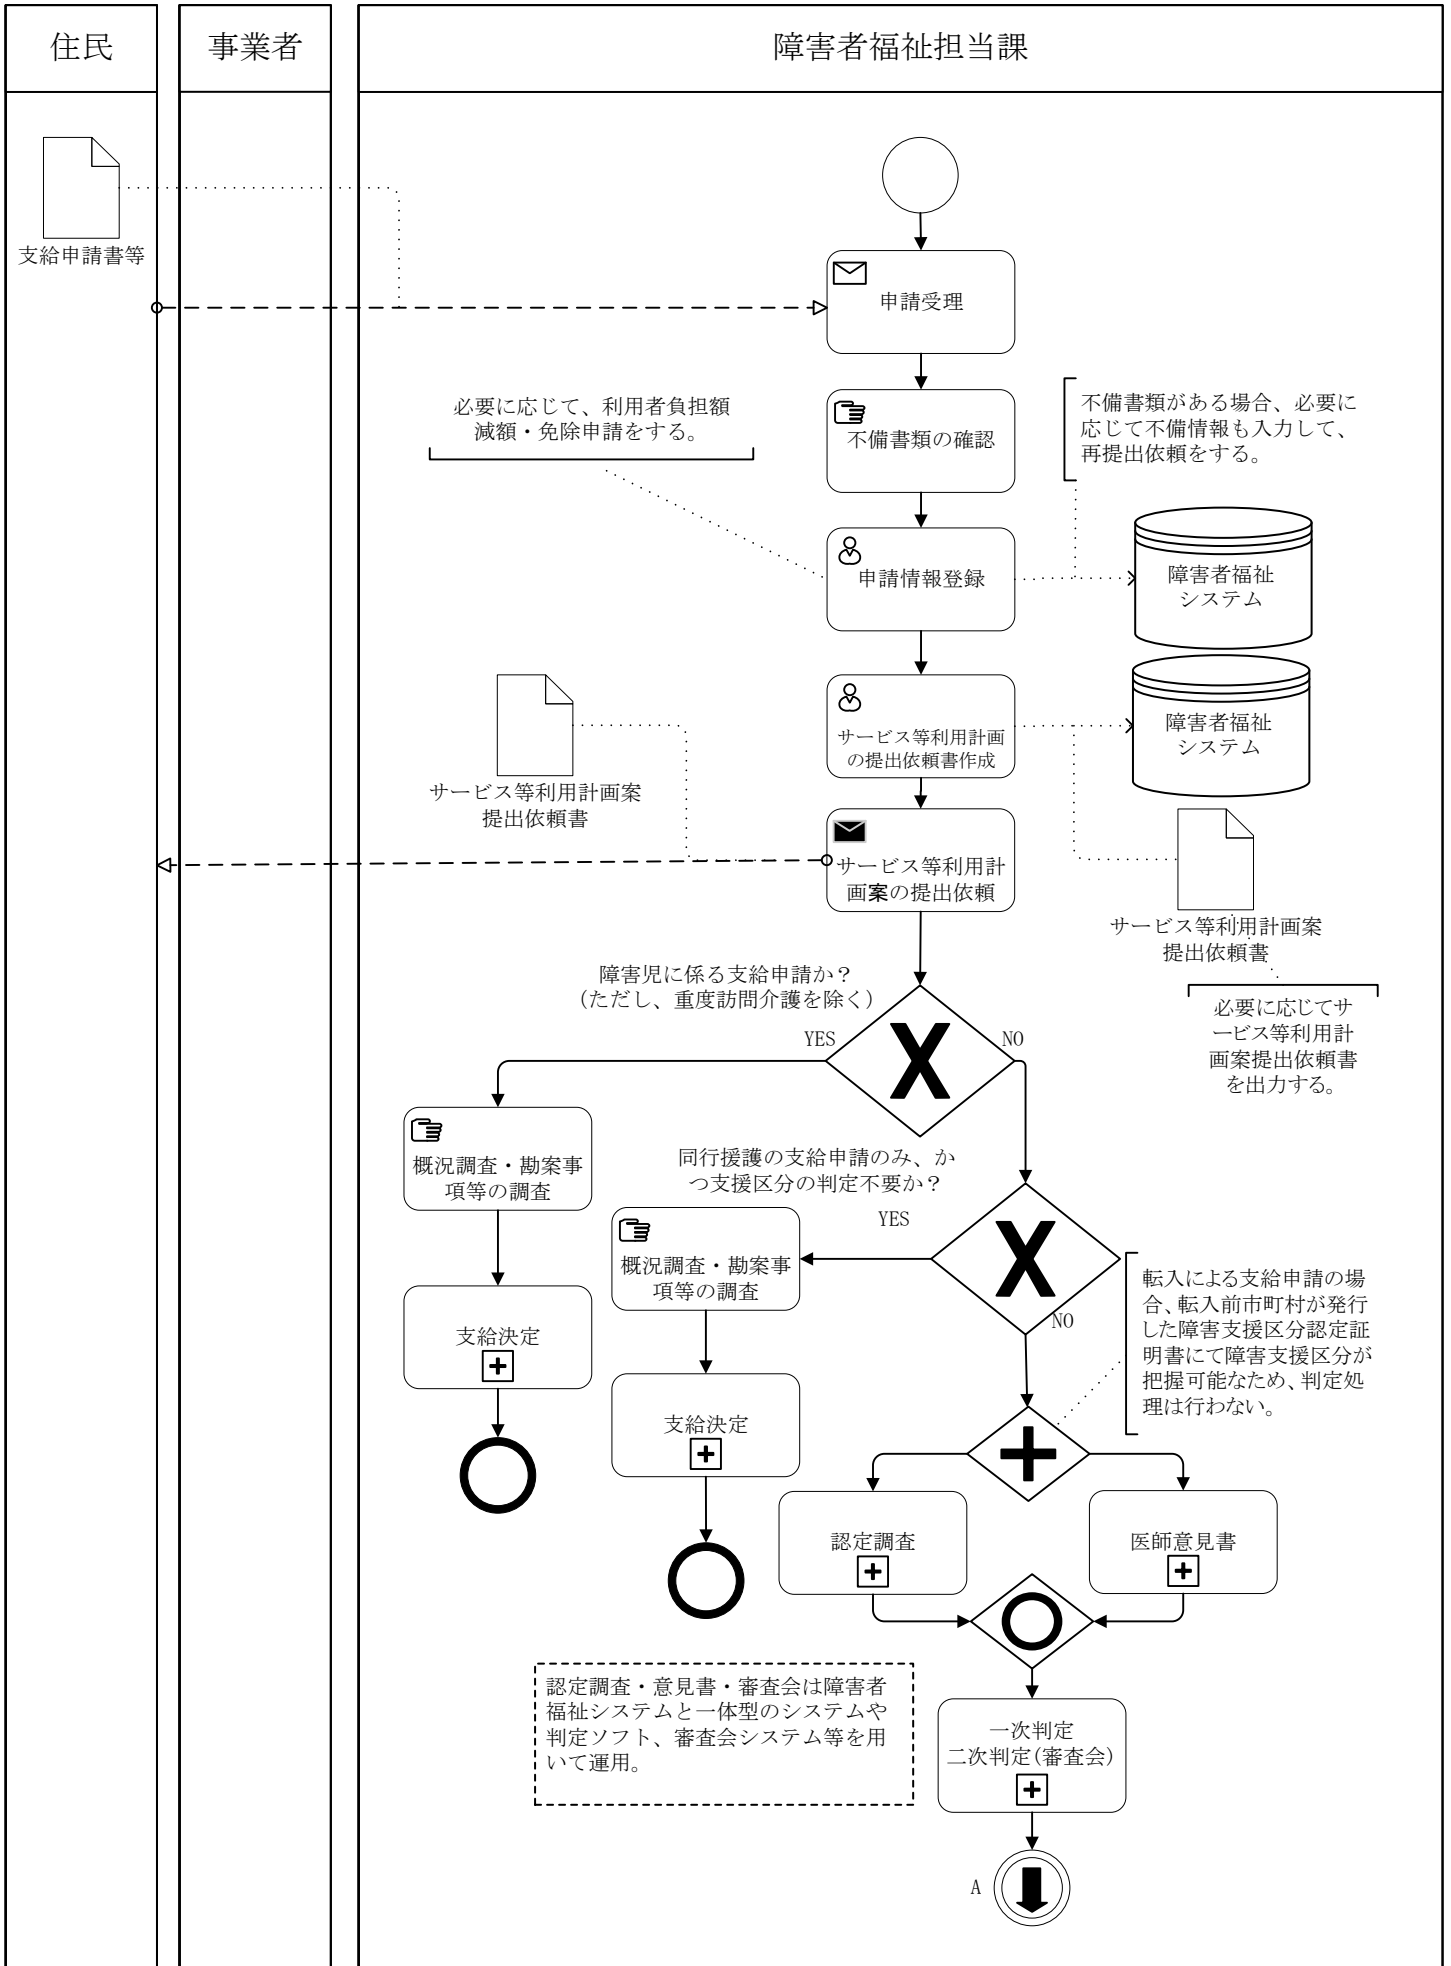 住民
事業者
障害者福祉担当課
支給申請書等
申請受理
必要に応じて、利用者負担額
減額・免除申請をする。
不備書類の確認
不備書類がある場合、必要に
応じて不備情報も入力して、
再提出依頼をする。
申請情報登録
障害者福祉
システム
サービス等利用計画案
提出依頼書
サービス等利用計画
の提出依頼書作成
障害者福祉
システム
サービス等利用計
画案の提出依頼
サービス等利用計画案
提出依頼書
必要に応じてサ
ービス等利用計
画案提出依頼書
を出力する。
障害児に係る支給申請か？
（ただし、重度訪問介護を除く）
YES
NO
概況調査・勘案事
項等の調査
同行援護の支給申請のみ、か
つ支援区分の判定不要か？
YES
NO
概況調査・勘案事
項等の調査
転入による支給申請の場
合、転入前市町村が発行
した障害支援区分認定証
明書にて障害支援区分が
把握可能なため、判定処
理は行わない。
支給決定
支給決定
認定調査
医師意見書
認定調査・意見書・審査会は障害者
福祉システムと一体型のシステムや
判定ソフト、審査会システム等を用
いて運用。
一次判定
二次判定(審査会)
A